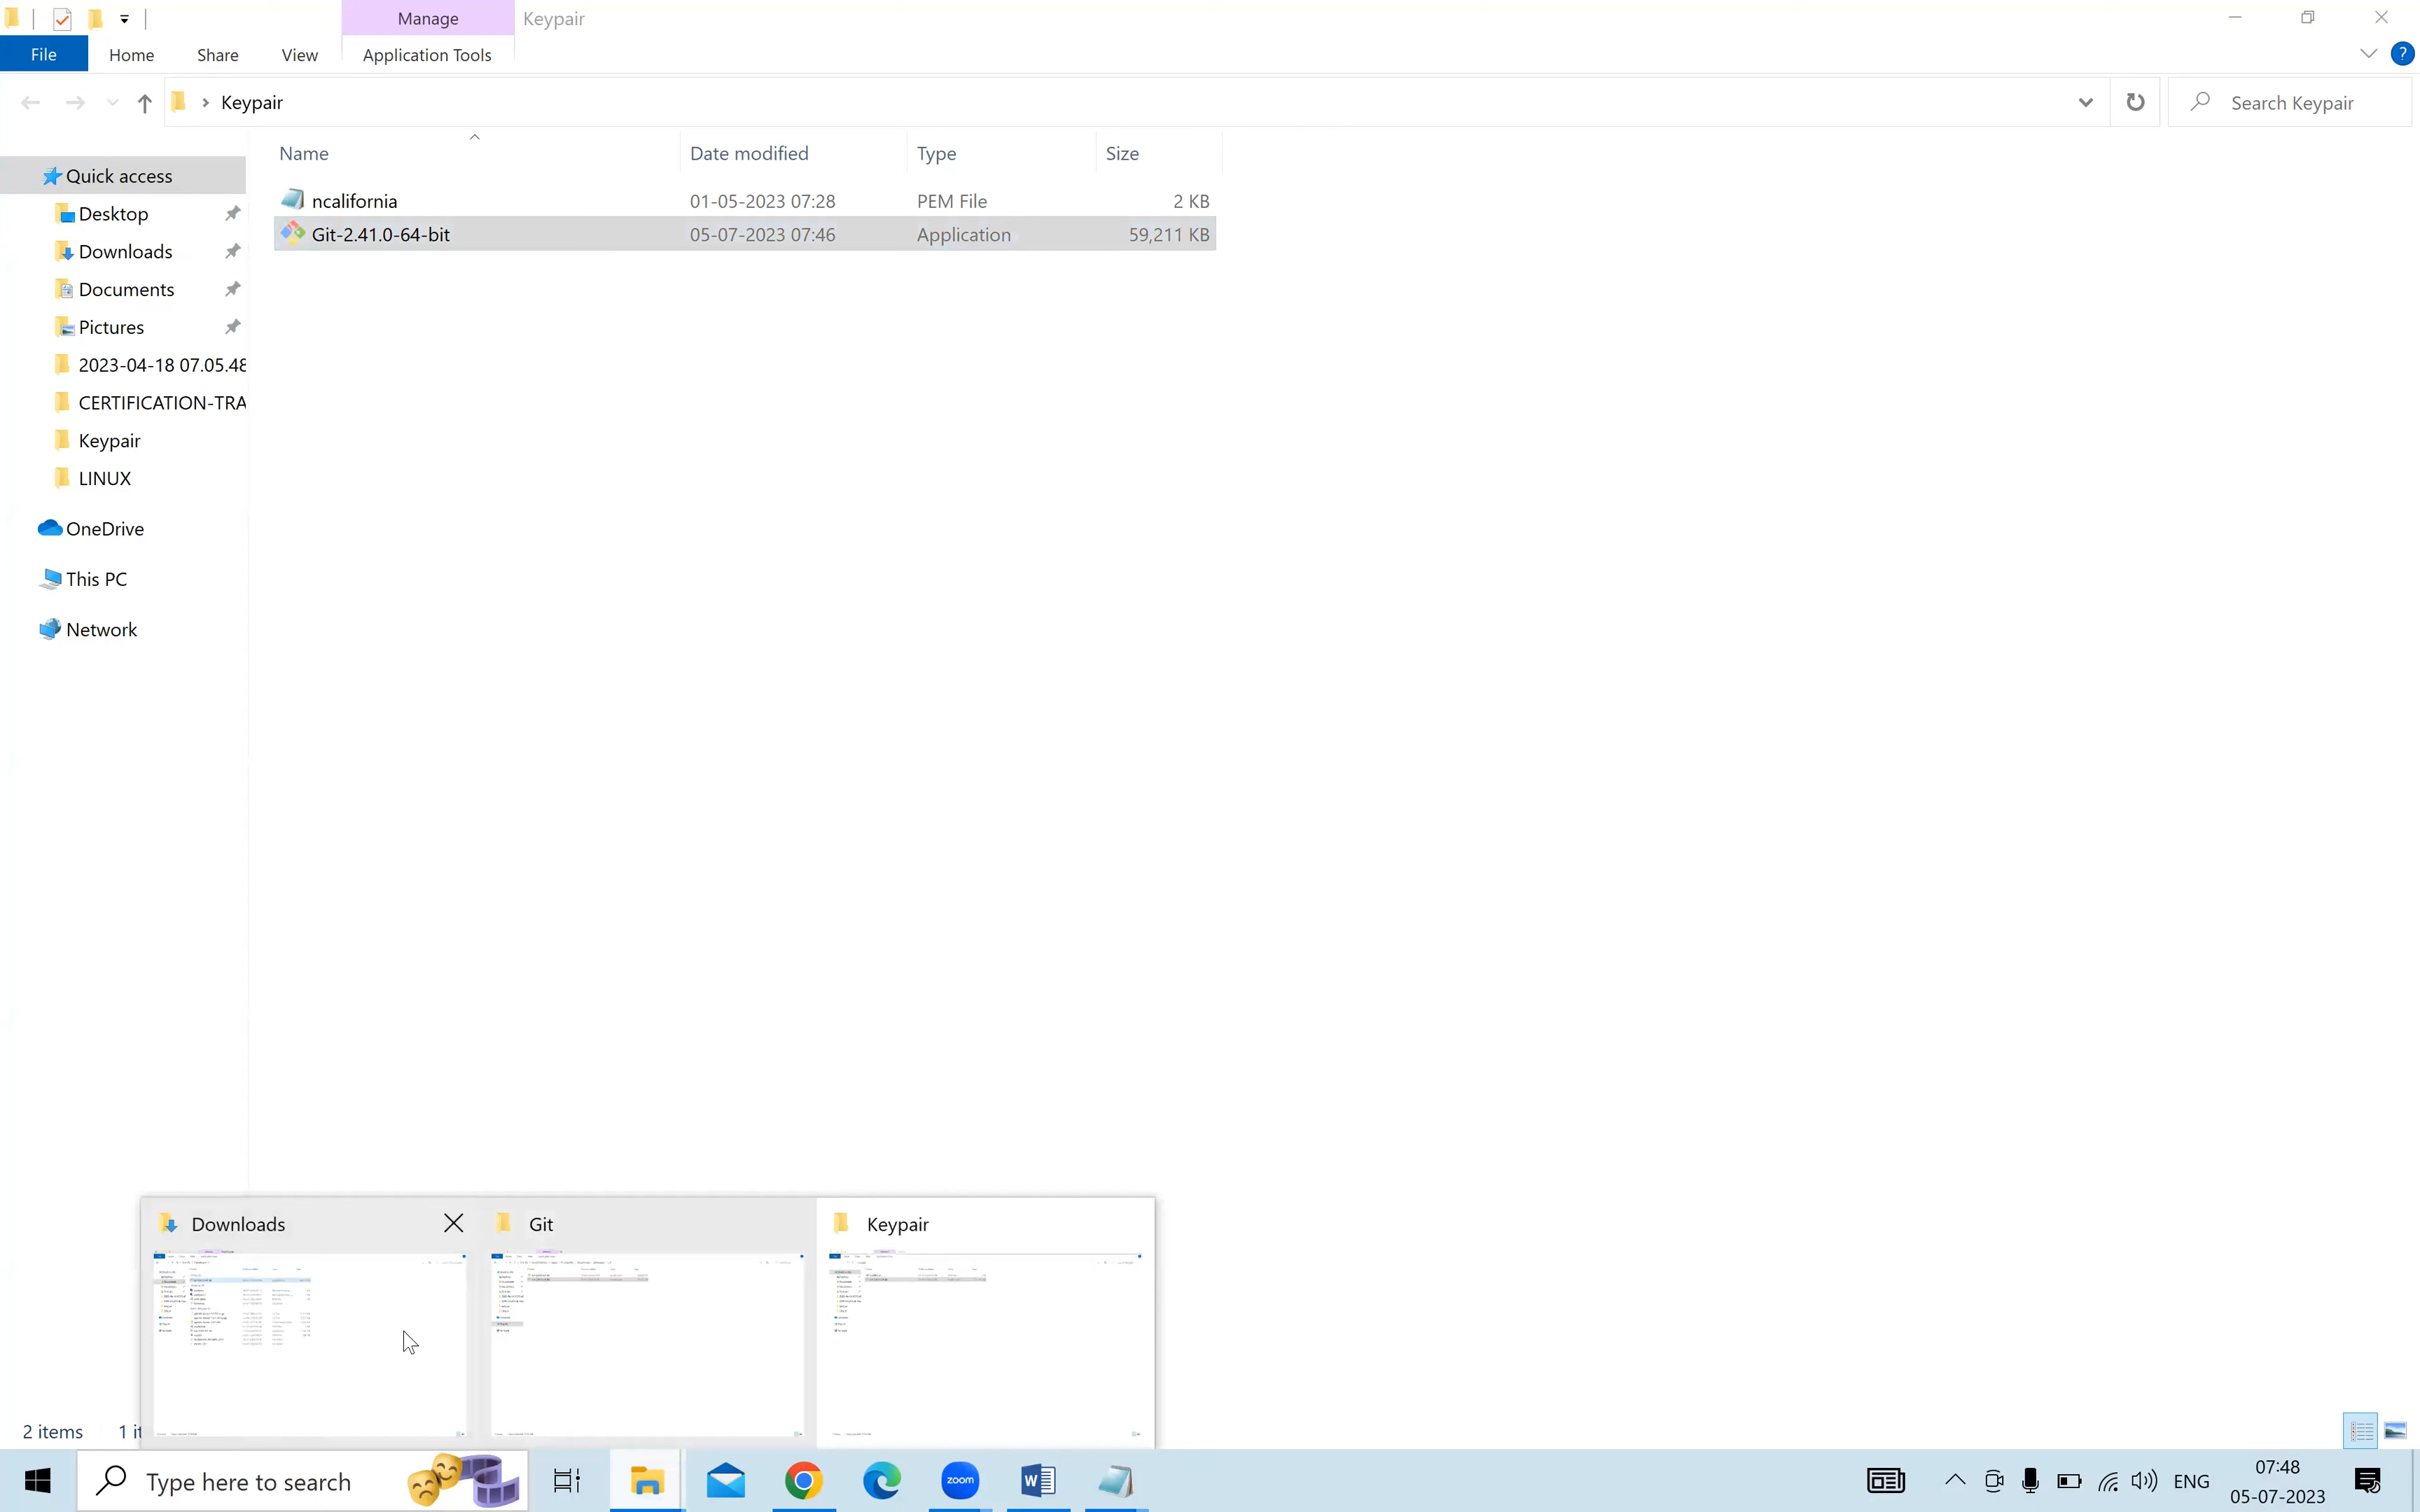 Manage Keypair
File Home Share View Application Tools
Keypair Search Keypair
Name Date modified Type Size
Quick access
ncalifornia 01-05-2023 07:28 PEM File 2 KB
Desktop
Git-2.41.0-64-bit 05-07-2023 07:46 Application 59,211 KB
Downloads
Documents
Pictures
2023-04-18 07.05.48
CERTIFICATION-TRA
Keypair
LINUX
OneDrive
This PC
Network
Downloads Git Keypair
2 items 1 it
Type here to search zoom ENG 07:48
05-07-2023